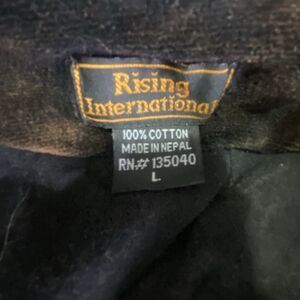 Rising
International
100% COTTON
MADE IN NEPAL
RN.# 135040
L